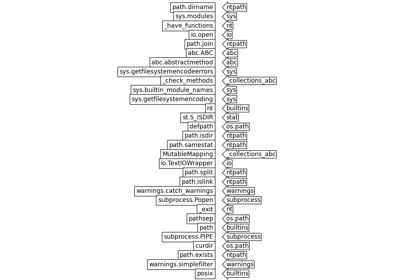 path.dirname ntpath
sys.modules sys
_have_functions nt
io.open io
path.join ntpath
abc.ABC abc
abc.abstractmethod abc
sys.getfilesystemencodeerrors sys
_check_methods _collections_abc
sys.builtin_module_names sys
sys.getfilesystemencoding sys
nt builtins
st.S_ISDIR stat
defpath os.path
path.isdir ntpath
path.samestat ntpath
MutableMapping _collections_abc
io.TextIOWrapper io
path.split ntpath
path.islink ntpath
warnings.catch_warnings warnings
subprocess.Popen subprocess
_exit nt
pathsep os.path
path builtins
subprocess.PIPE subprocess
curdir os.path
path.exists ntpath
warnings.simplefilter warnings
posix builtins